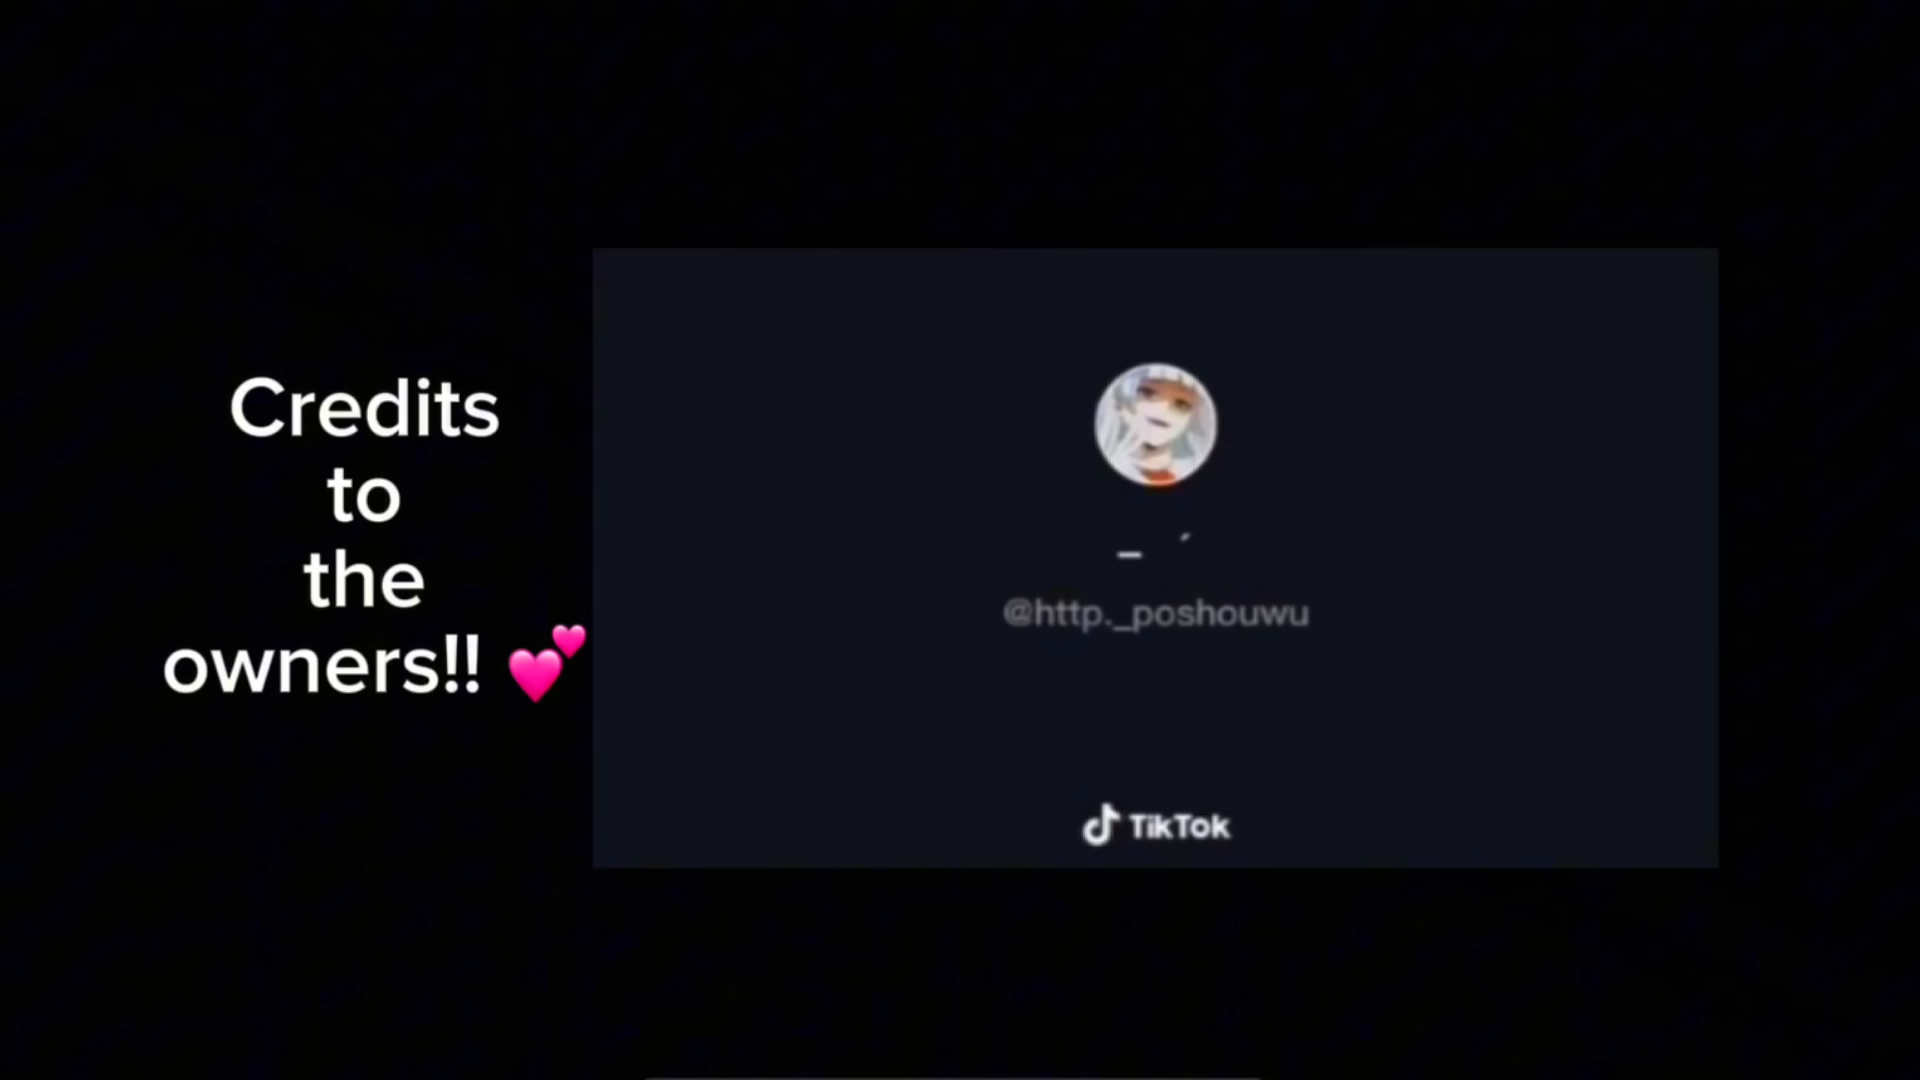 Credits
to
the
owners!! 💕
_ ´
@http._poshouwu
TikTok